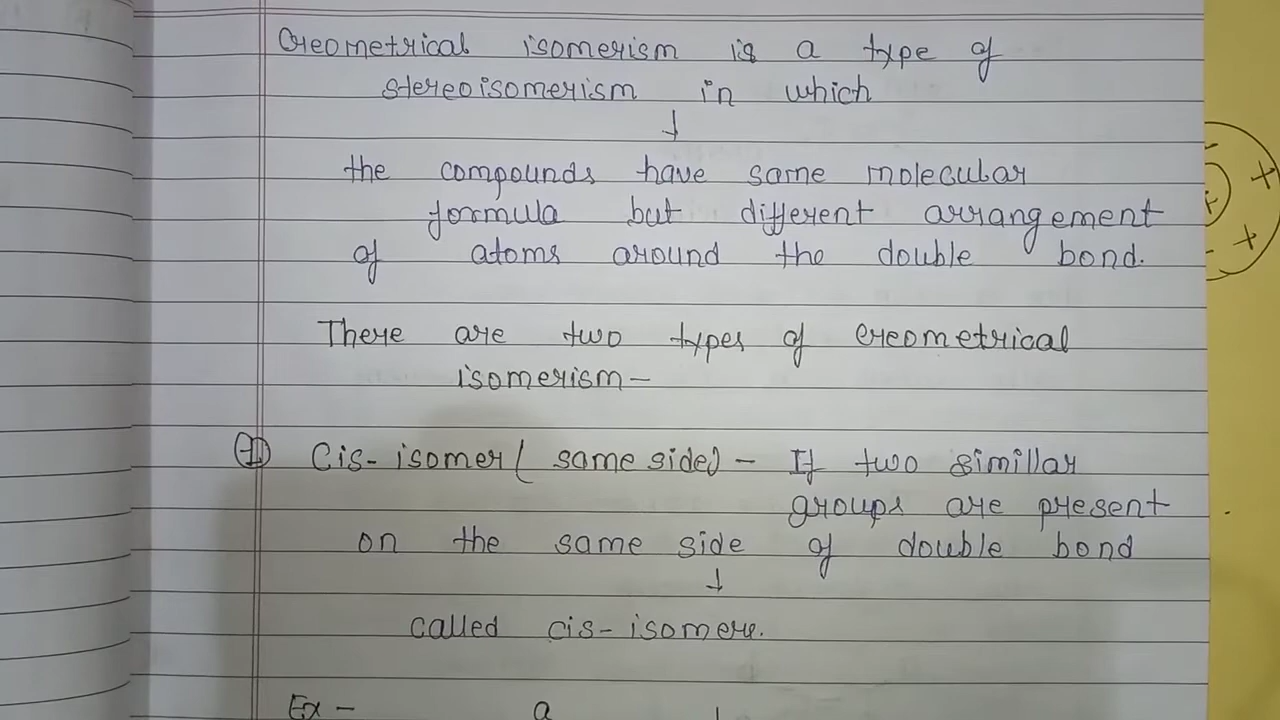 Geometrical isomerism is a type of
stereoisomerism in which
↓
the compounds have same molecular
formula but different arrangement
of atoms around the double bond.
There are two types of Geometrical
isomerism-
① Cis-isomer( same side) - If two simillar
groups are present
on the same side of double bond
↓
called cis-isomer.
Ex - a